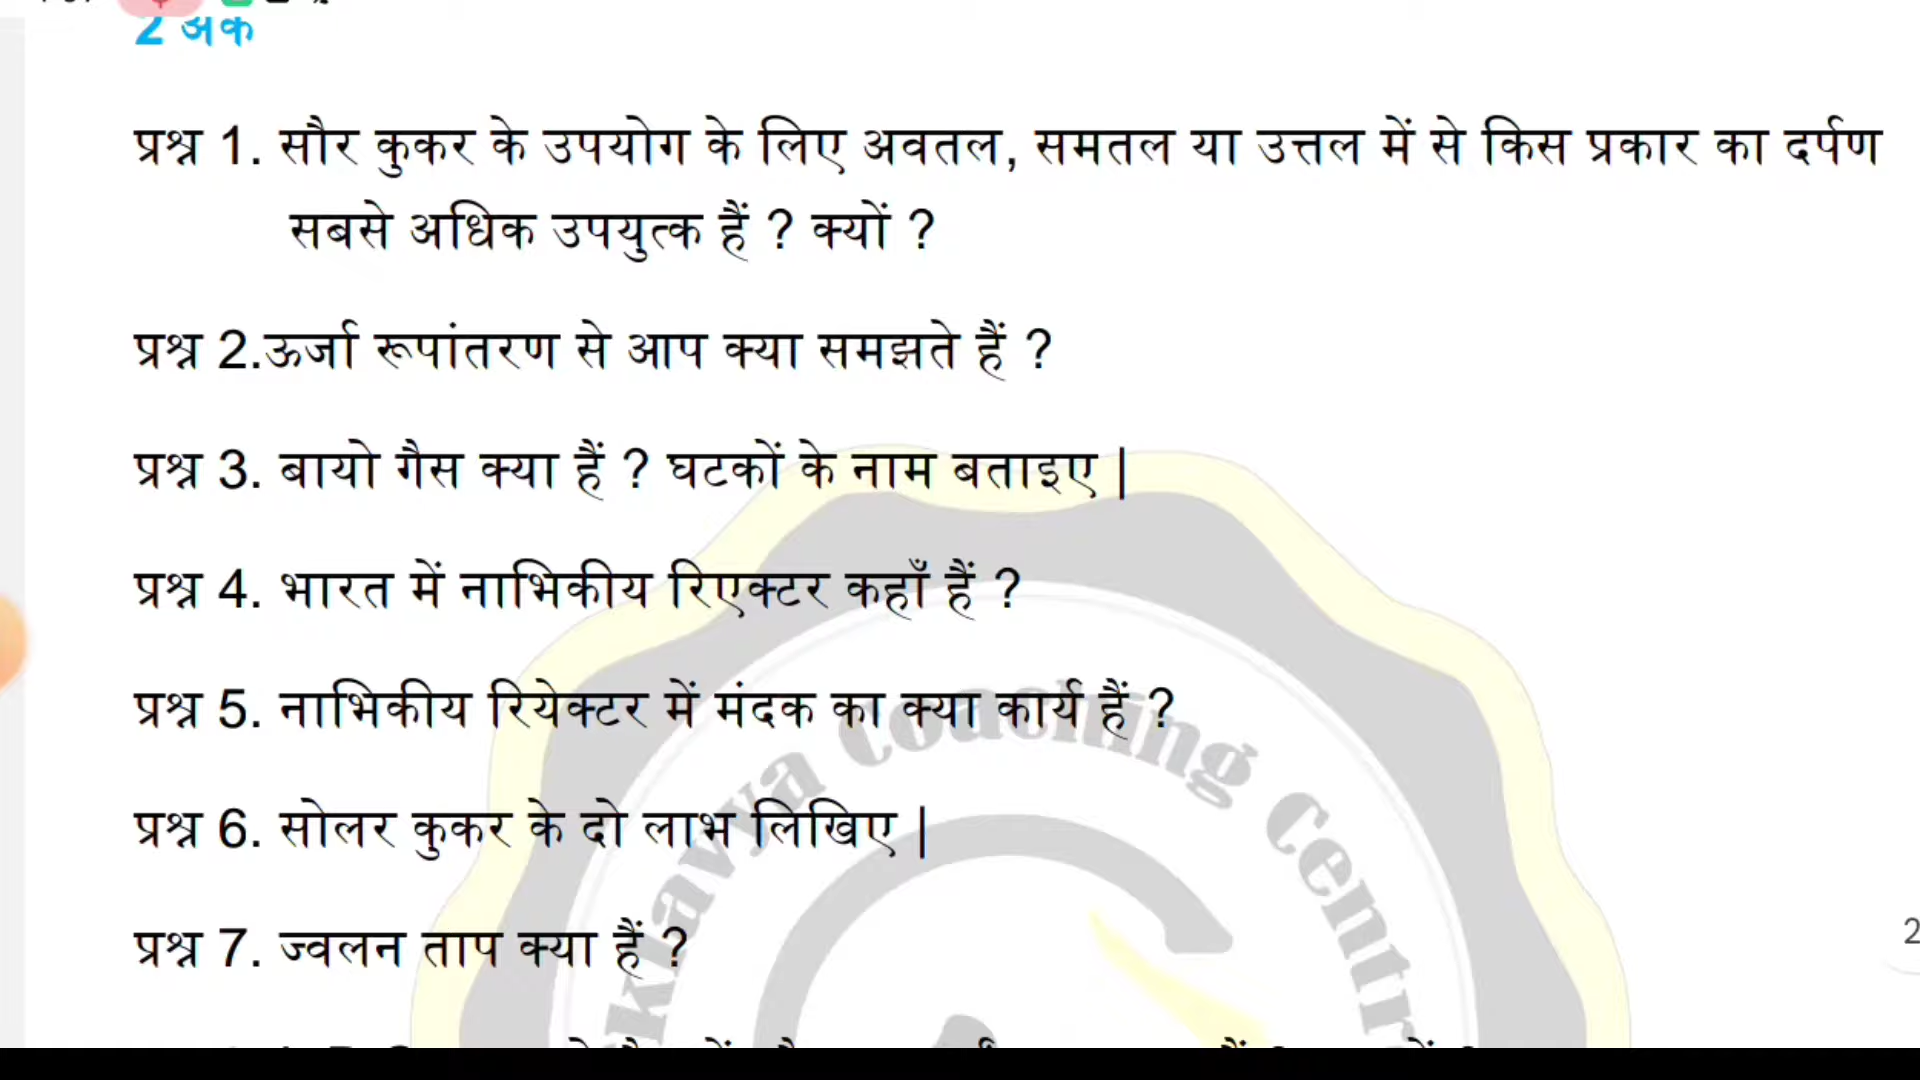 2 अंक
प्रश्न 1. सौर कुकर के उपयोग के लिए अवतल, समतल या उत्तल में से किस प्रकार का दर्पण
सबसे अधिक उपयुत्क हैं ? क्यों ?
प्रश्न 2.ऊर्जा रूपांतरण से आप क्या समझते हैं ?
प्रश्न 3. बायो गैस क्या हैं ? घटकों के नाम बताइए |
प्रश्न 4. भारत में नाभिकीय रिएक्टर कहाँ हैं ?
प्रश्न 5. नाभिकीय रियेक्टर में मंदक का क्या कार्य हैं ?
प्रश्न 6. सोलर कुकर के दो लाभ लिखिए |
प्रश्न 7. ज्वलन ताप क्या हैं ?
Coaching
2